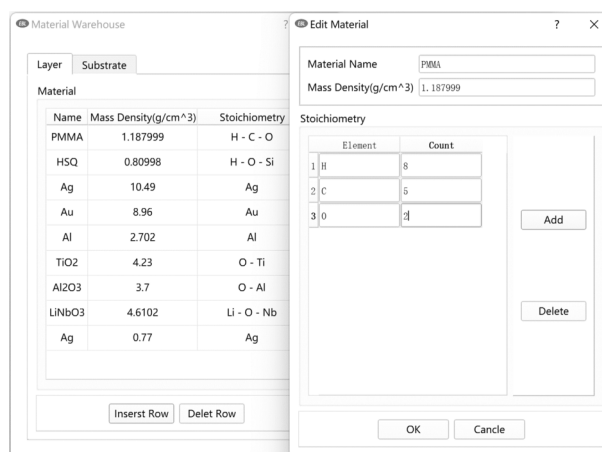 Material Warehouse ?
Layer Substrate
Material
Name Mass Density(g/cm^3) Stoichiometry
PMMA 1.187999 H - C - O
HSQ 0.80998 H - O - Si
Ag 10.49 Ag
Au 8.96 Au
Al 2.702 Al
TiO2 4.23 O - Ti
Al2O3 3.7 O - Al
LiNbO3 4.6102 Li - O - Nb
Ag 0.77 Ag
Inserst Row Delet Row
Edit Material ? ×
Material Name PMMA
Mass Density(g/cm^3) 1.187999
Stoichiometry
Element Count
1 H 8
2 C 5
3 O 2
Add
Delete
OK Cancle